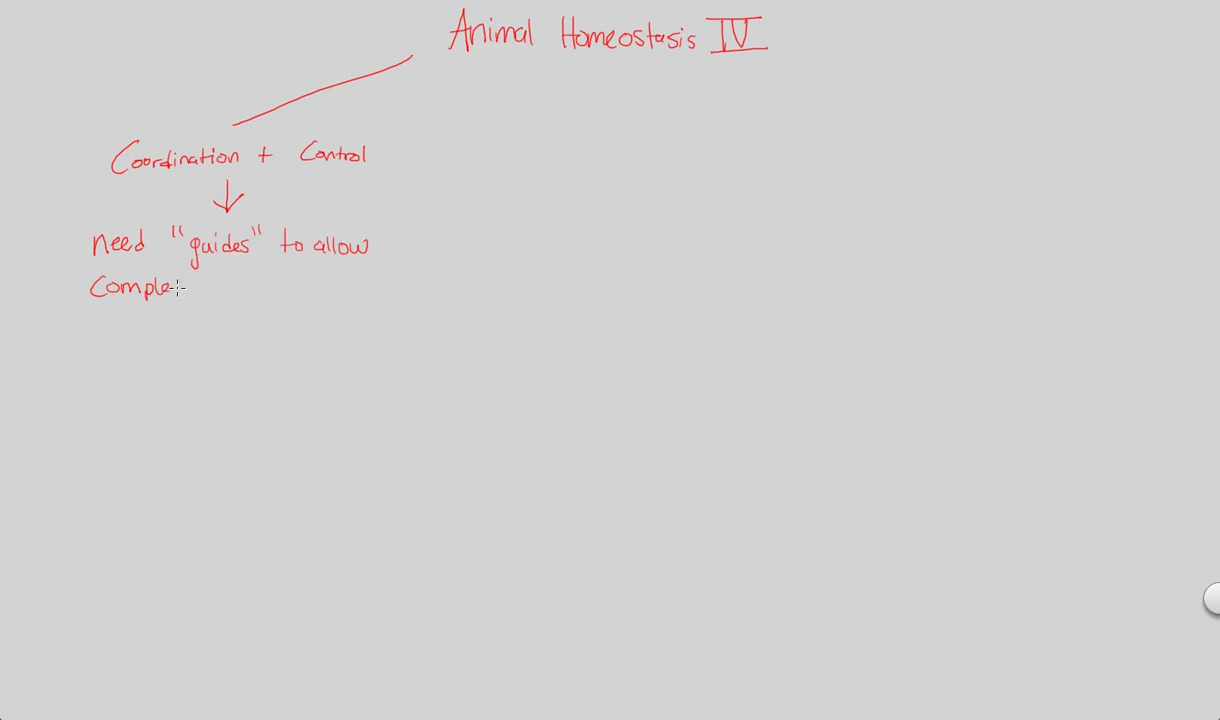 Animal Homeostasis IV
Coordination + Control
need "guides" to allow
Comple